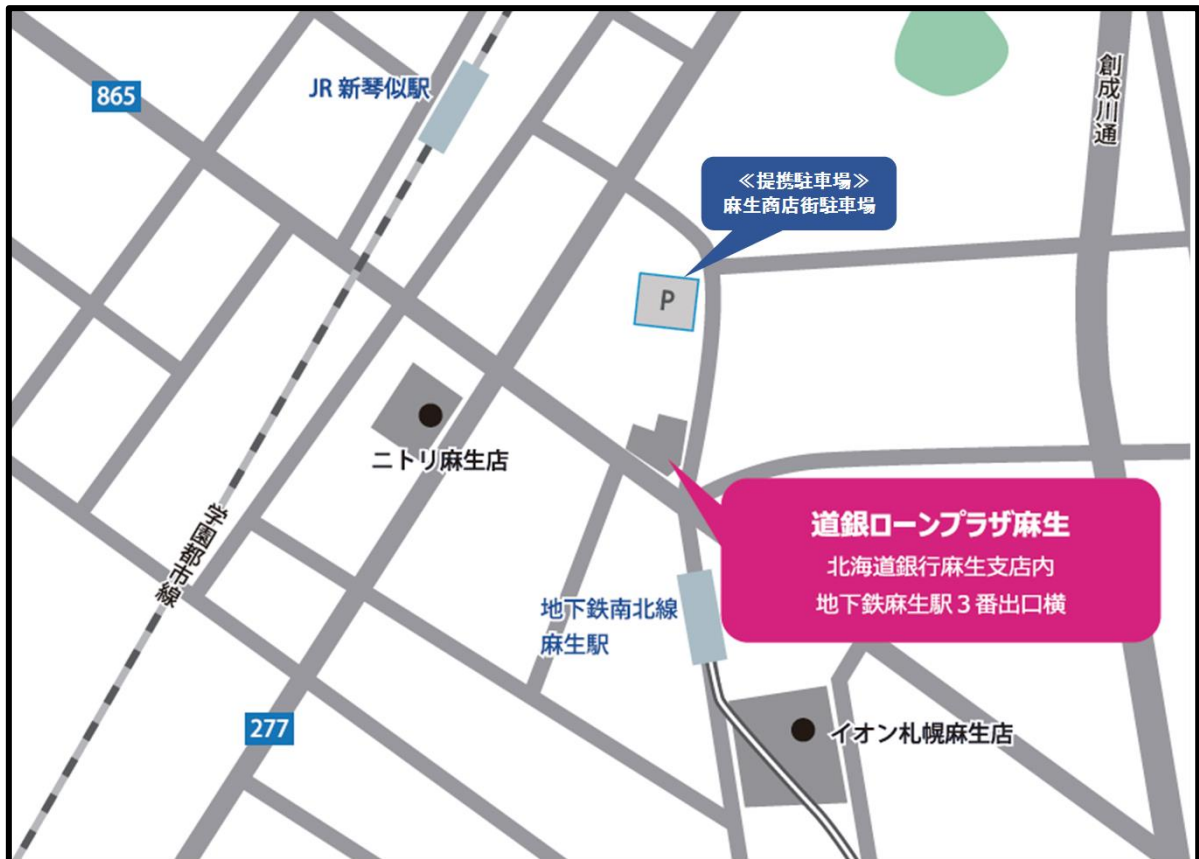 865
JR 新琴似駅
創成川通
≪提携駐車場≫
麻生商店街駐車場
P
ニトリ麻生店
学園都市線
道銀ローンプラザ麻生
北海道銀行麻生支店内
地下鉄麻生駅３番出口横
地下鉄南北線
麻生駅
277
イオン札幌麻生店